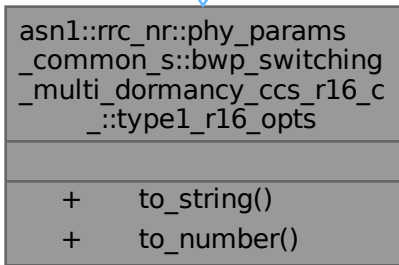 asn1::rrc_nr::phy_params
_common_s::bwp_switching
_multi_dormancy_ccs_r16_c
_::type1_r16_opts
+ to_string()
+ to_number()